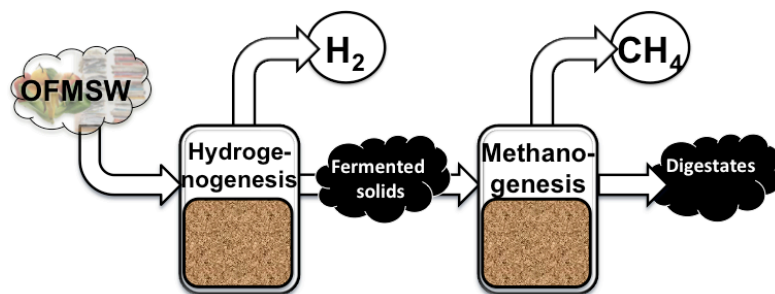 OFMSW
H2
CH4
Hydroge-
nogenesis
Fermented
solids
Methano-
genesis
Digestates